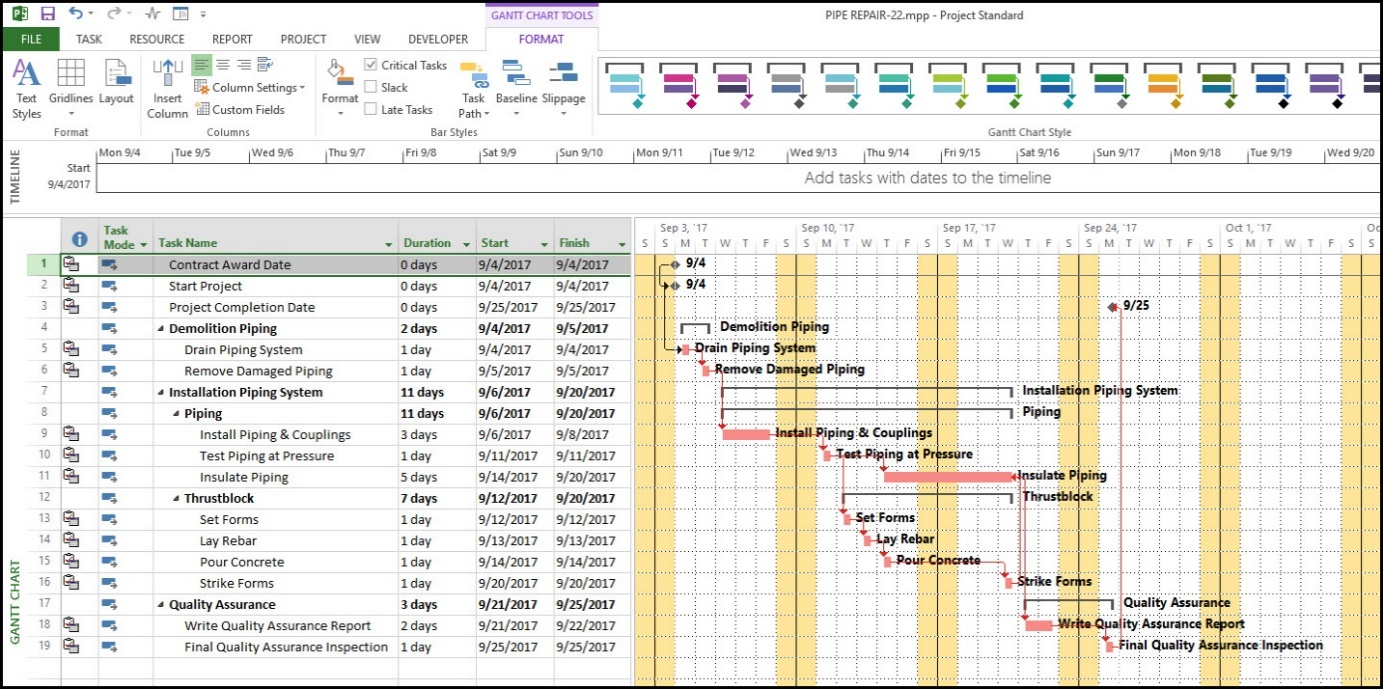 GANTT CHART TOOLS
PIPE REPAIR-22.mpp - Project Standard
FILE TASK RESOURCE REPORT PROJECT VIEW DEVELOPER FORMAT
Text Styles
Gridlines
Layout
Format
Insert Column
Column Settings
Custom Fields
Columns
Format
Critical Tasks
Slack
Late Tasks
Task Path
Baseline
Slippage
Bar Styles
Gantt Chart Style
TIMELINE
Mon 9/4 Tue 9/5 Wed 9/6 Thu 9/7 Fri 9/8 Sat 9/9 Sun 9/10 Mon 9/11 Tue 9/12 Wed 9/13 Thu 9/14 Fri 9/15 Sat 9/16 Sun 9/17 Mon 9/18 Tue 9/19 Wed 9/20
Start
9/4/2017
Add tasks with dates to the timeline
GANTT CHART
Task Mode Task Name Duration Start Finish
1 Contract Award Date 0 days 9/4/2017 9/4/2017
2 Start Project 0 days 9/4/2017 9/4/2017
3 Project Completion Date 0 days 9/25/2017 9/25/2017
4 Demolition Piping 2 days 9/4/2017 9/5/2017
5 Drain Piping System 1 day 9/4/2017 9/4/2017
6 Remove Damaged Piping 1 day 9/5/2017 9/5/2017
7 Installation Piping System 11 days 9/6/2017 9/20/2017
8 Piping 11 days 9/6/2017 9/20/2017
9 Install Piping & Couplings 3 days 9/6/2017 9/8/2017
10 Test Piping at Pressure 1 day 9/11/2017 9/11/2017
11 Insulate Piping 5 days 9/14/2017 9/20/2017
12 Thrustblock 7 days 9/12/2017 9/20/2017
13 Set Forms 1 day 9/12/2017 9/12/2017
14 Lay Rebar 1 day 9/13/2017 9/13/2017
15 Pour Concrete 1 day 9/14/2017 9/14/2017
16 Strike Forms 1 day 9/20/2017 9/20/2017
17 Quality Assurance 3 days 9/21/2017 9/25/2017
18 Write Quality Assurance Report 2 days 9/21/2017 9/22/2017
19 Final Quality Assurance Inspection 1 day 9/25/2017 9/25/2017
Sep 3, '17 Sep 10, '17 Sep 17, '17 Sep 24, '17 Oct 1, '17 Oc
S S M T W T F S S M T W T F S S M T W T F S S M T W T F S S M T W T F S
9/4
9/4
9/25
Demolition Piping
Drain Piping System
Remove Damaged Piping
Installation Piping System
Piping
Install Piping & Couplings
Test Piping at Pressure
Insulate Piping
Thrustblock
Set Forms
Lay Rebar
Pour Concrete
Strike Forms
Quality Assurance
Write Quality Assurance Report
Final Quality Assurance Inspection